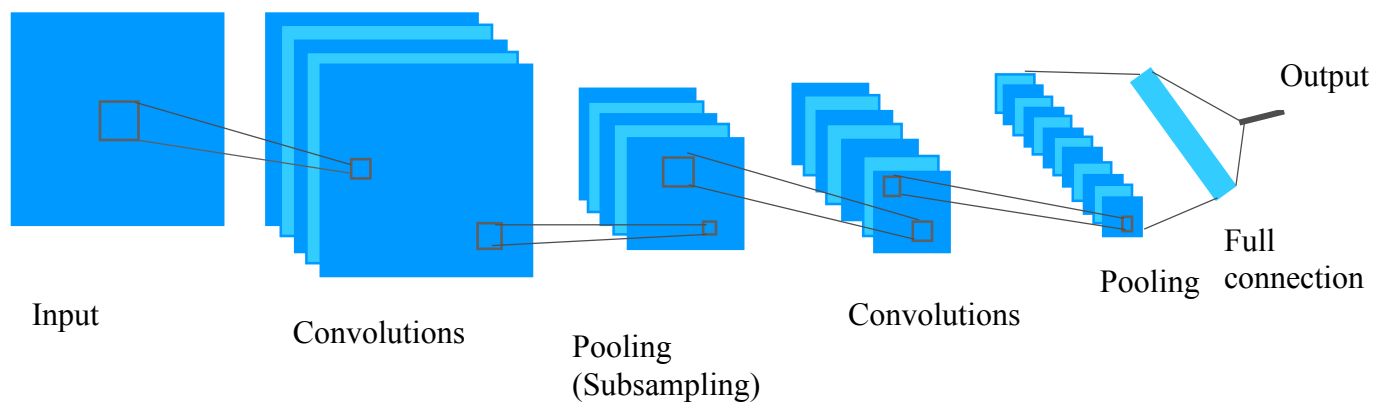 Input
Convolutions
Pooling
(Subsampling)
Convolutions
Pooling
Full
connection
Output